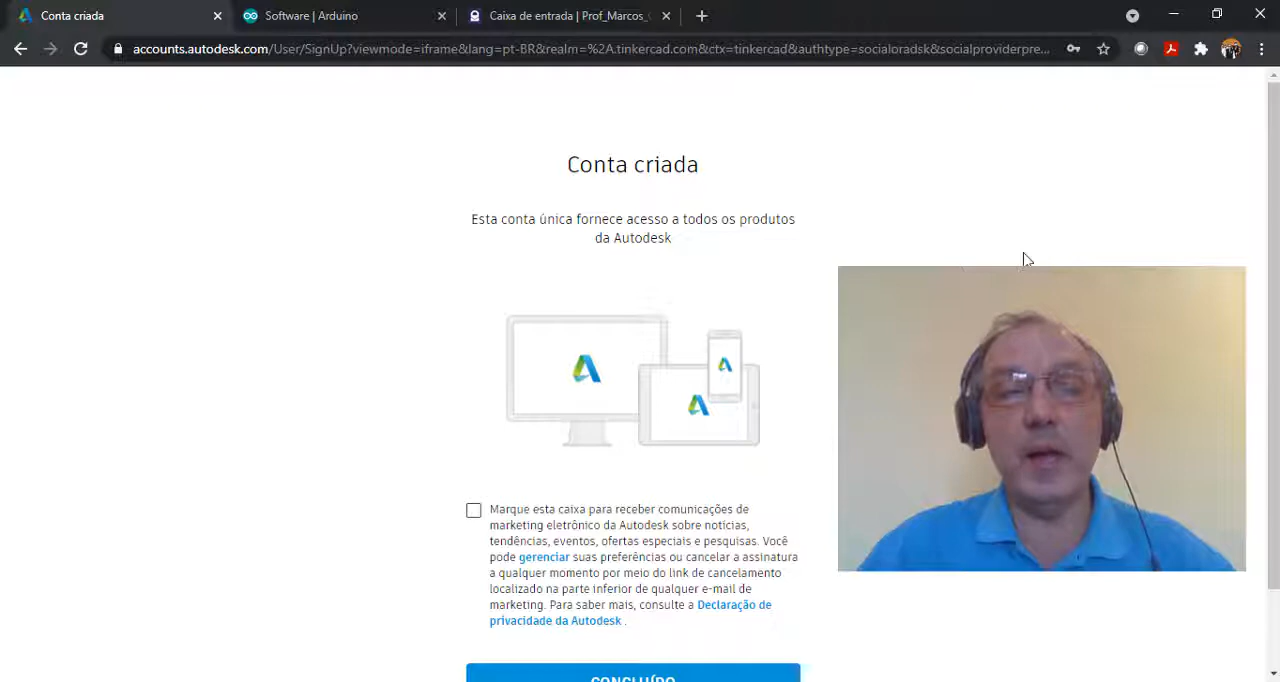 Conta criada
Software | Arduino
Caixa de entrada | Prof_Marcos_
accounts.autodesk.com/User/SignUp?viewmode=iframe&lang=pt-BR&realm=%2A.tinkercad.com&ctx=tinkercad&authtype=socialoradsk&socialproviderpre...
Conta criada
Esta conta única fornece acesso a todos os produtos
da Autodesk
Marque esta caixa para receber comunicações de
marketing eletrônico da Autodesk sobre notícias,
tendências, eventos, ofertas especiais e pesquisas. Você
pode gerenciar suas preferências ou cancelar a assinatura
a qualquer momento por meio do link de cancelamento
localizado na parte inferior de qualquer e-mail de
marketing. Para saber mais, consulte a Declaração de
privacidade da Autodesk .
CONCLUÍDO